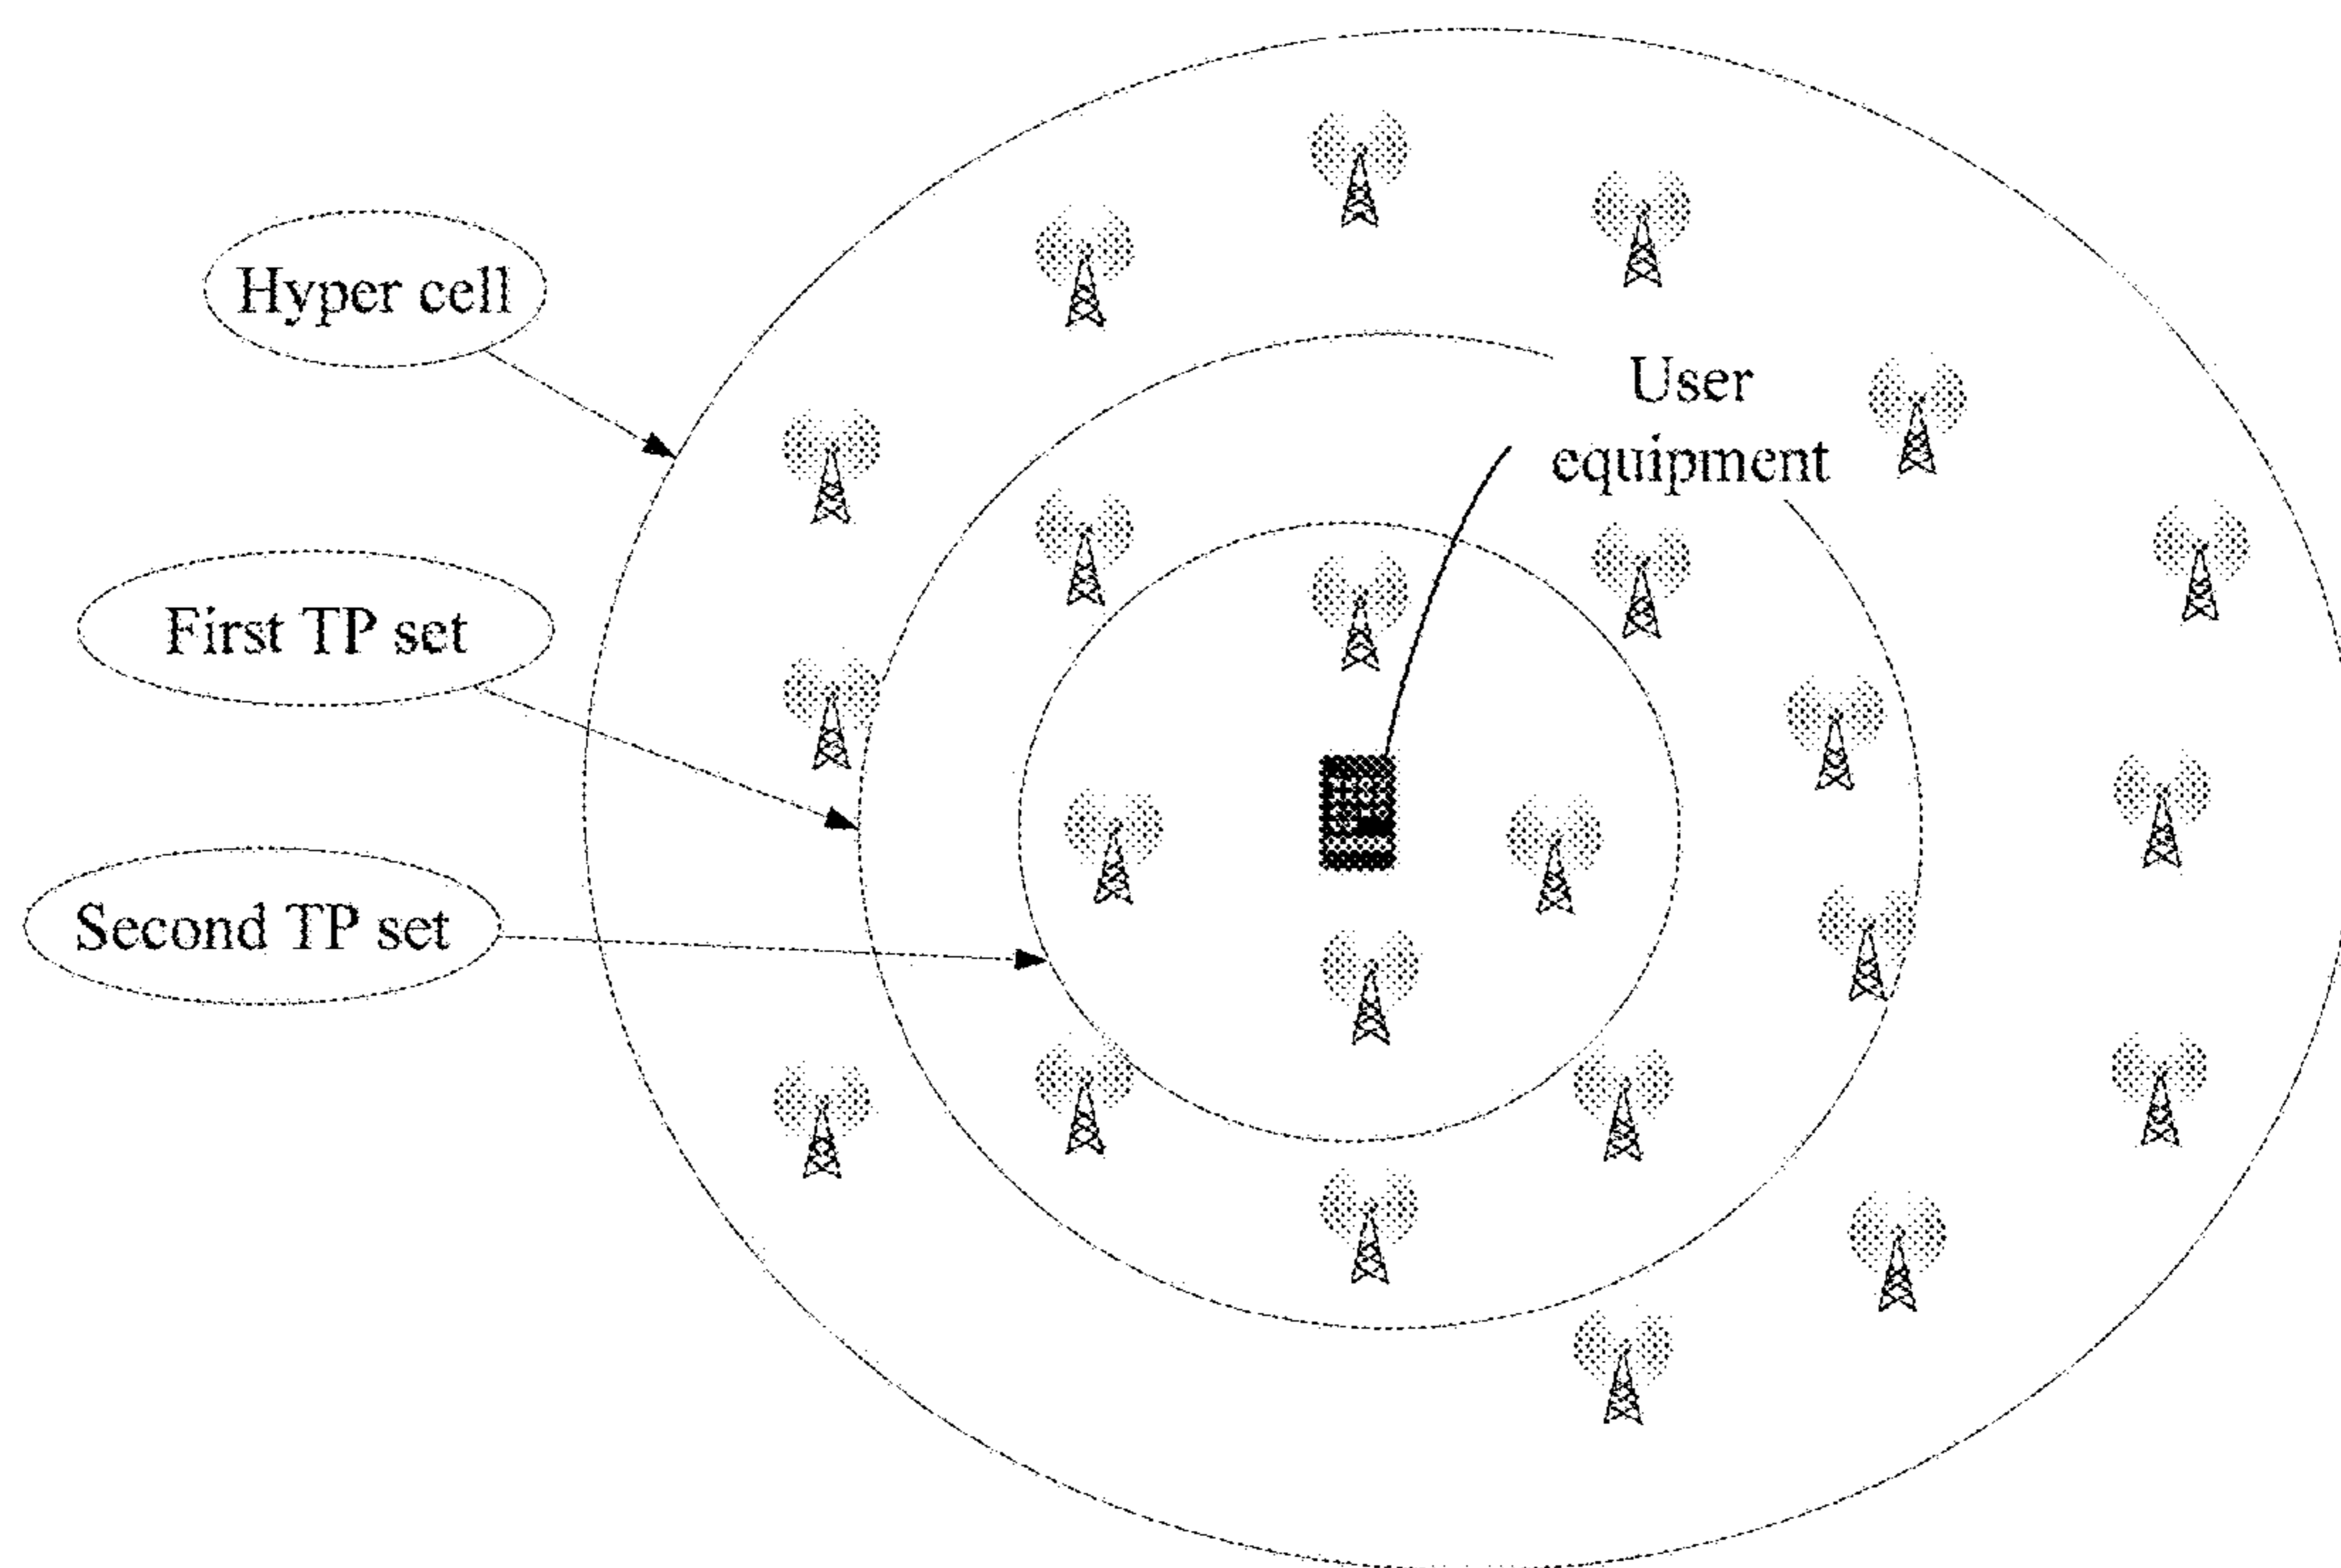 Hyper cell
User
equipment
First TP set
Second TP set